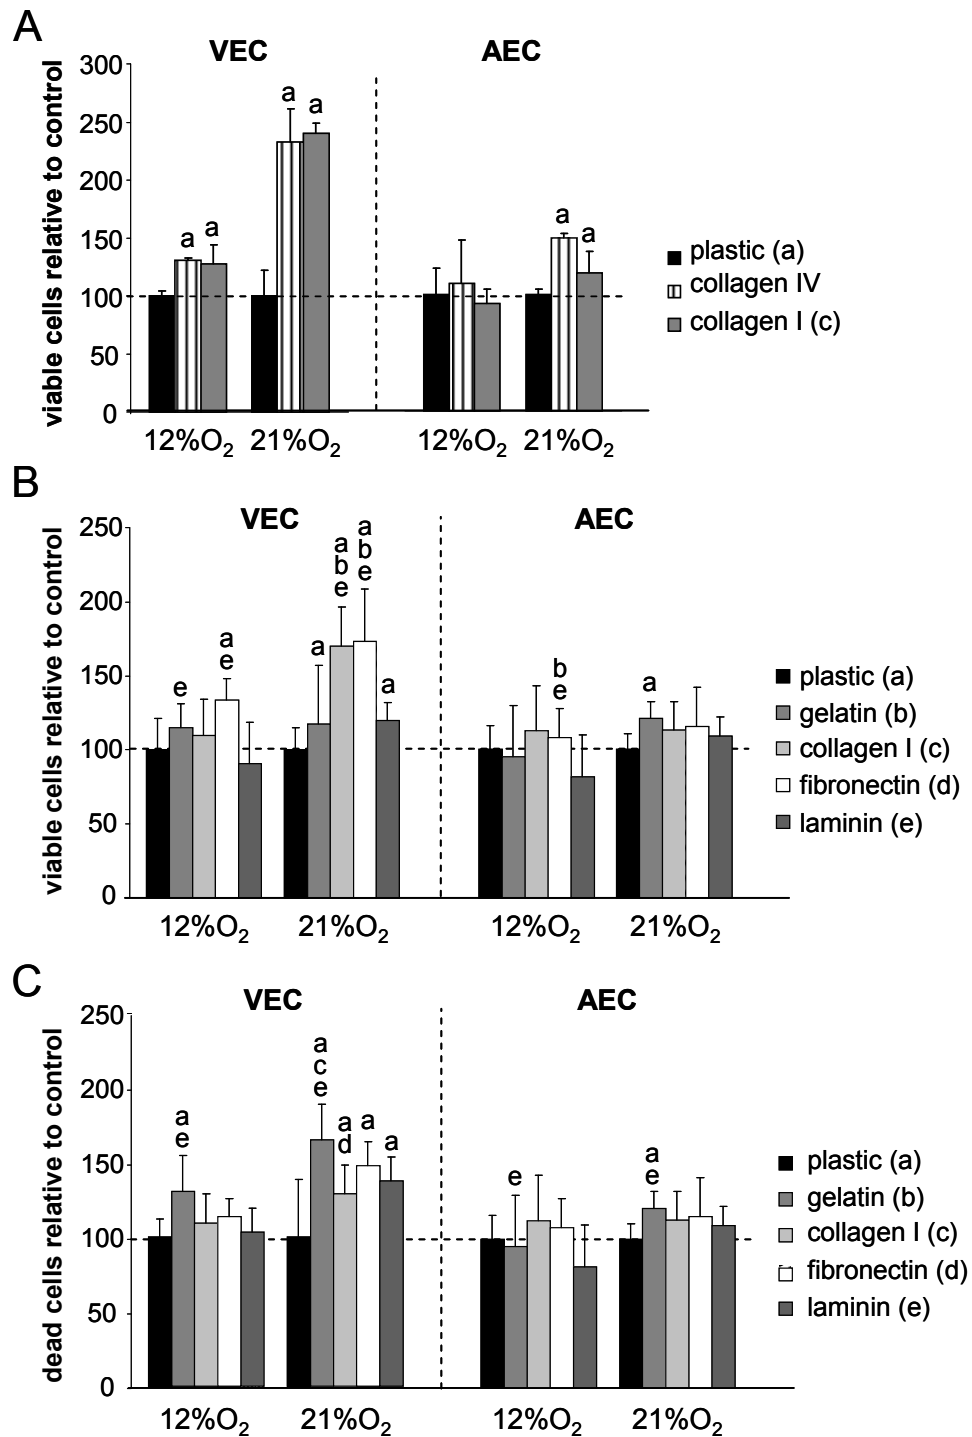 A
VEC
AEC
viable cells relative to control
300
250
200
150
100
50
0
a
a
a
a
a
a
12%O2
21%O2
12%O2
21%O2
plastic (a)
collagen IV
collagen I (c)
B
VEC
AEC
viable cells relative to control
250
200
150
100
50
0
e
a
e
a
a
b
e
a
b
e
a
b
e
a
12%O2
21%O2
12%O2
21%O2
plastic (a)
gelatin (b)
collagen I (c)
fibronectin (d)
laminin (e)
C
VEC
AEC
dead cells relative to control
250
200
150
100
50
0
a
e
a
c
e
a
d
a
a
e
a
e
12%O2
21%O2
12%O2
21%O2
plastic (a)
gelatin (b)
collagen I (c)
fibronectin (d)
laminin (e)